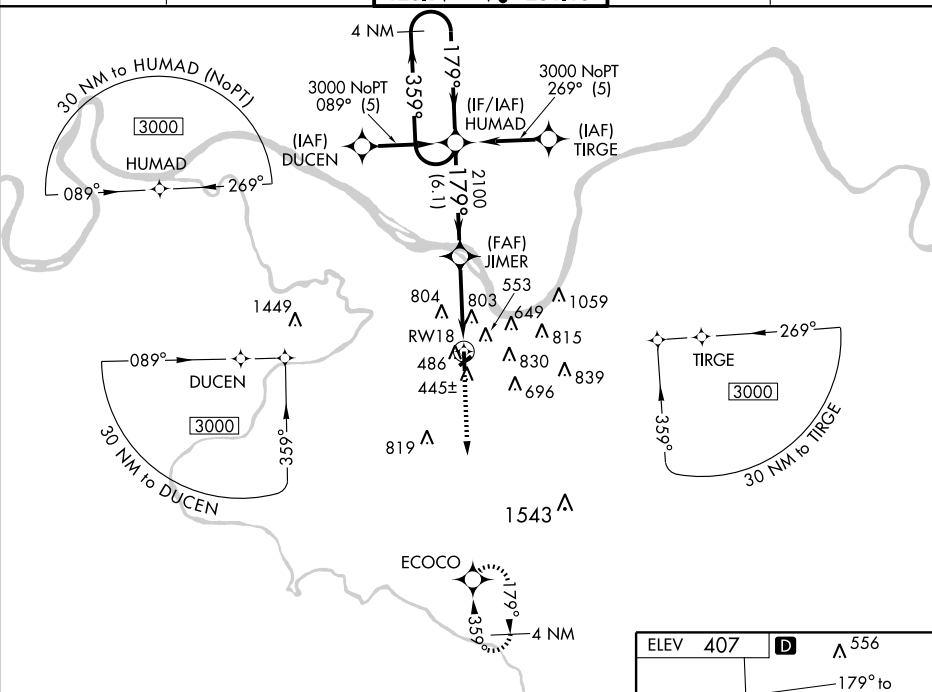 4 NM
179°
359°
30 NM to HUMAD (NoPT)
3000
HUMAD
089°
269°
3000 NoPT
089° (5)
3000 NoPT
269° (5)
(IF/IAF)
HUMAD
(IAF)
DUCEN
(IAF)
TIRGE
179°
2100
(6.1)
(FAF)
JIMER
553
804
803
649
1059
815
RW18
486
830
839
445±
696
819
1449
089°
DUCEN
3000
359°
30 NM to DUCEN
269°
TIRGE
3000
359°
30 NM to TIRGE
1543
ECOCO
179°
359°
4 NM
ELEV 407
D
556
179° to